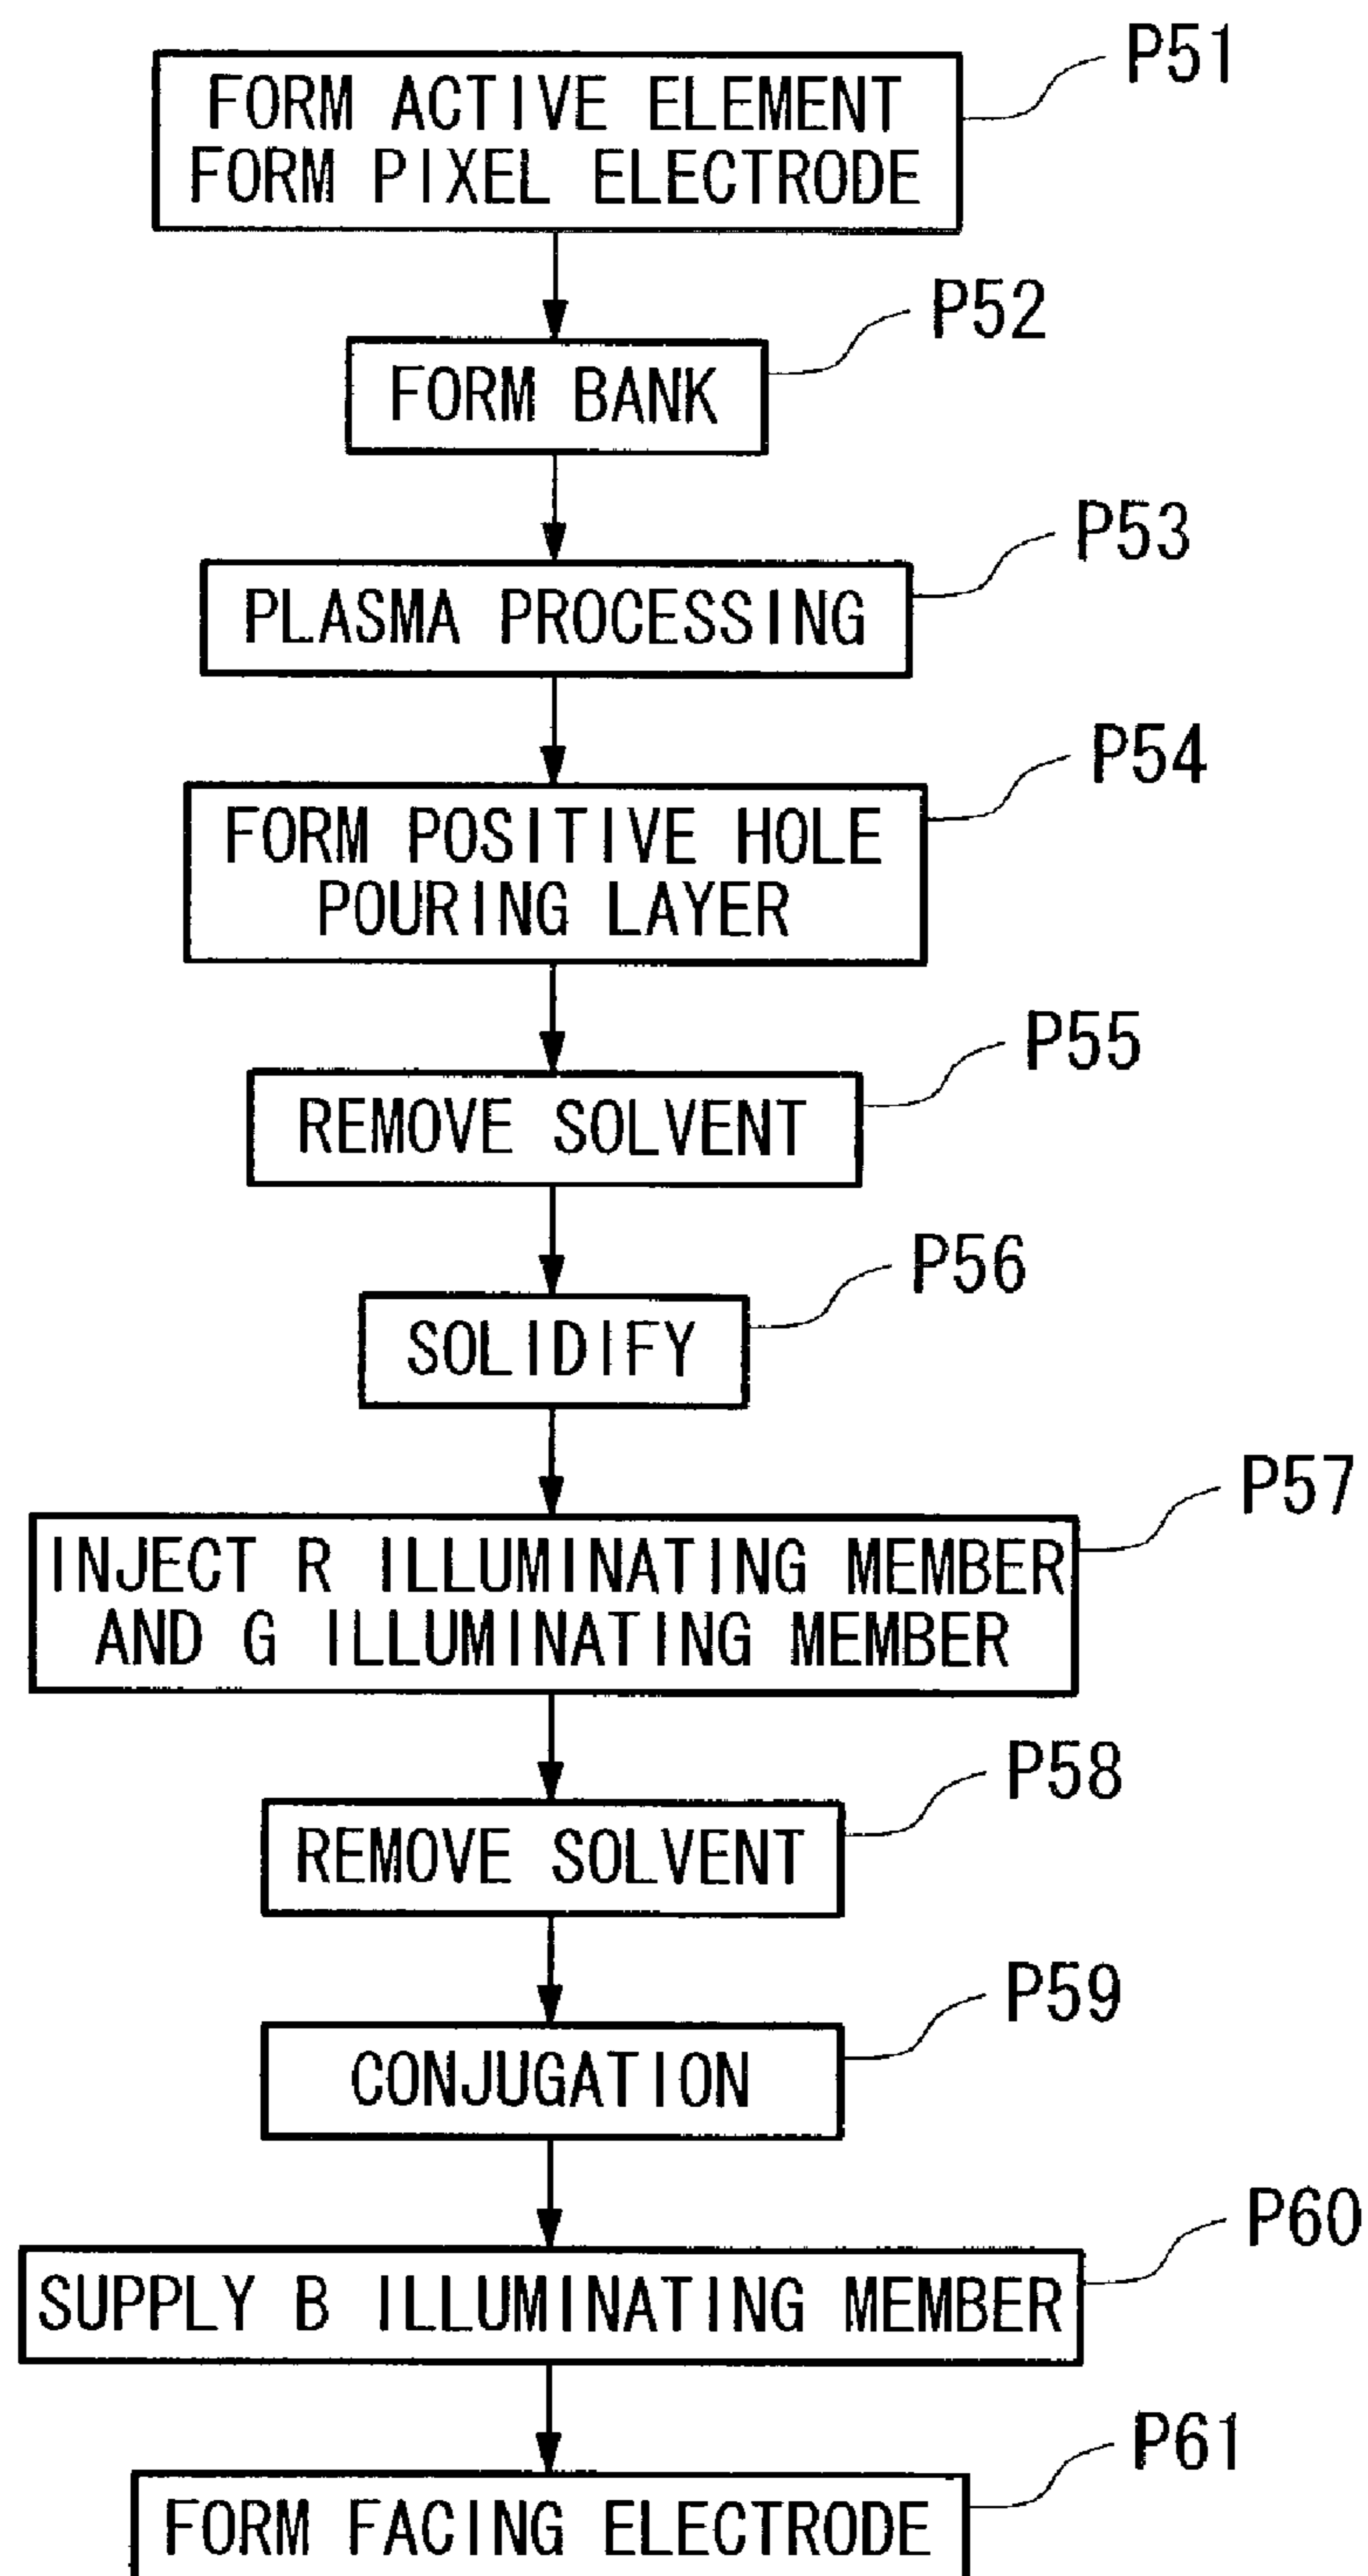 P51
FORM ACTIVE ELEMENT
FORM PIXEL ELECTRODE
P52
FORM BANK
P53
PLASMA PROCESSING
P54
FORM POSITIVE HOLE
POURING LAYER
P55
REMOVE SOLVENT
P56
SOLIDIFY
P57
INJECT R ILLUMINATING MEMBER
AND G ILLUMINATING MEMBER
P58
REMOVE SOLVENT
P59
CONJUGATION
P60
SUPPLY B ILLUMINATING MEMBER
P61
FORM FACING ELECTRODE